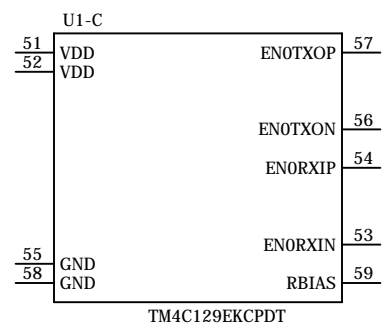 U1-C
51 VDD EN0TXOP 57
52 VDD
EN0TXON 56
EN0RXIP 54
EN0RXIN 53
55 GND
58 GND RBIAS 59
TM4C129EKCPDT